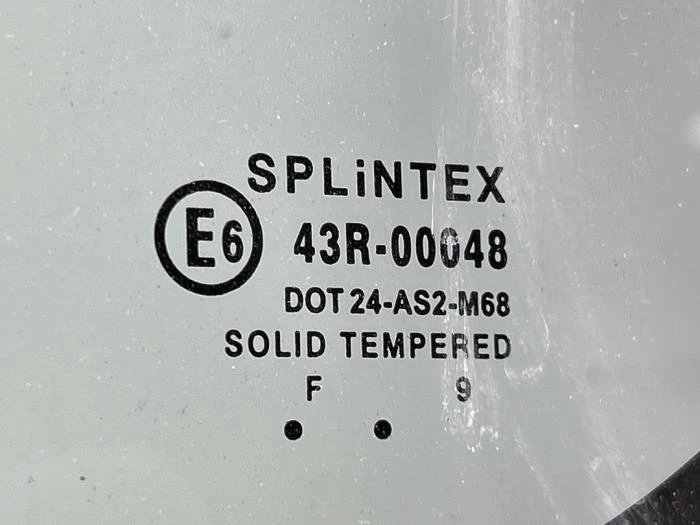 SPLiNTEX
E6 43R-00048
DOT 24-AS2-M68
SOLID TEMPERED
F 9